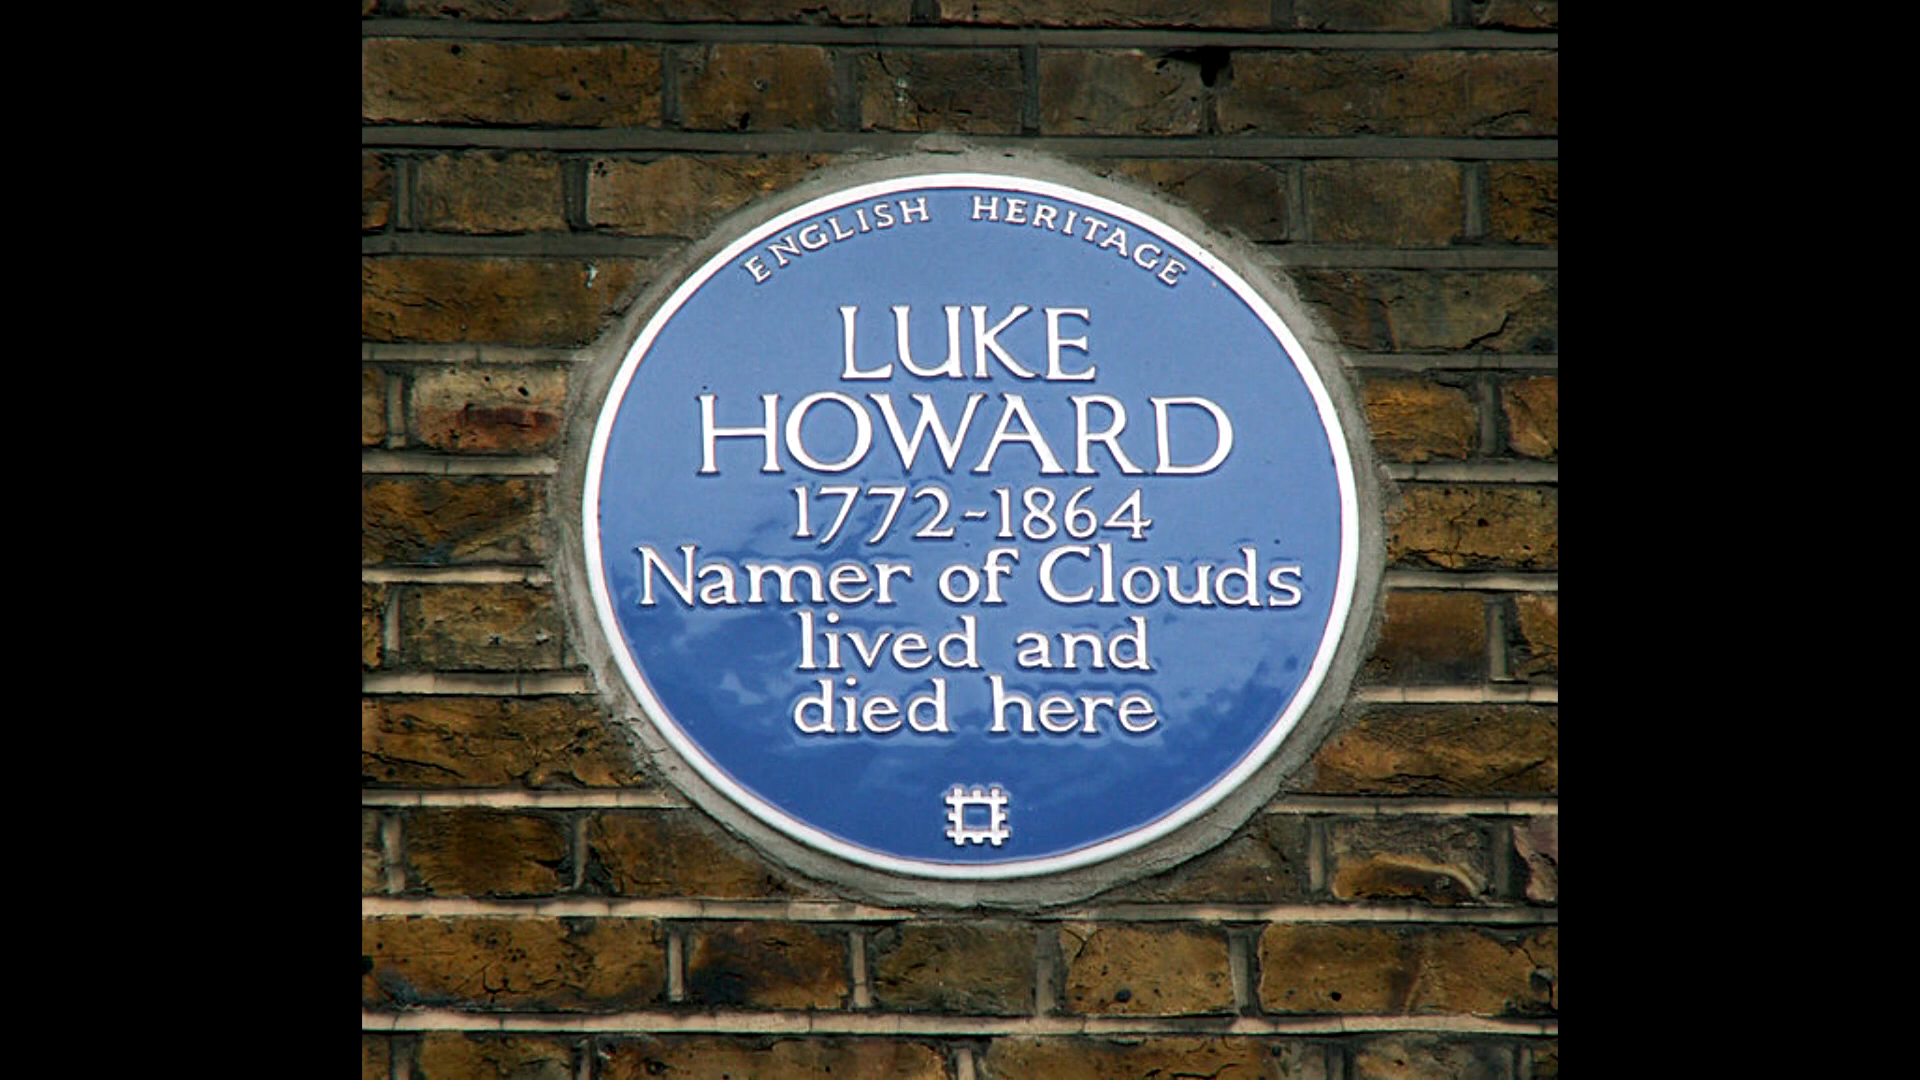 ENGLISH HERITAGE
LUKE
HOWARD
1772-1864
Namer of Clouds
lived and
died here